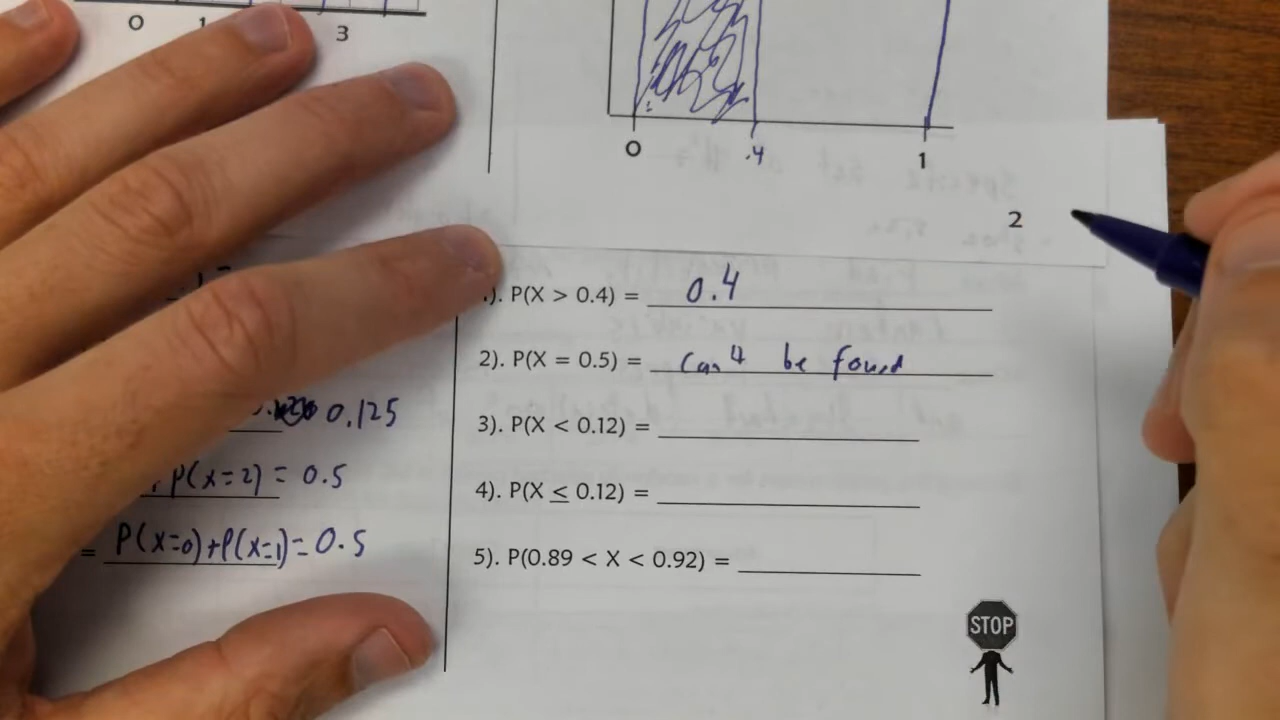 0 1 3
0 .4 1
2
1). P(X > 0.4) = 0.4
2). P(X = 0.5) = Can't be found
0.125
3). P(X < 0.12) =
P(x=2) = 0.5
4). P(X ≤ 0.12) =
= P(x=0)+P(x=1)= 0.5
5). P(0.89 < X < 0.92) =
STOP